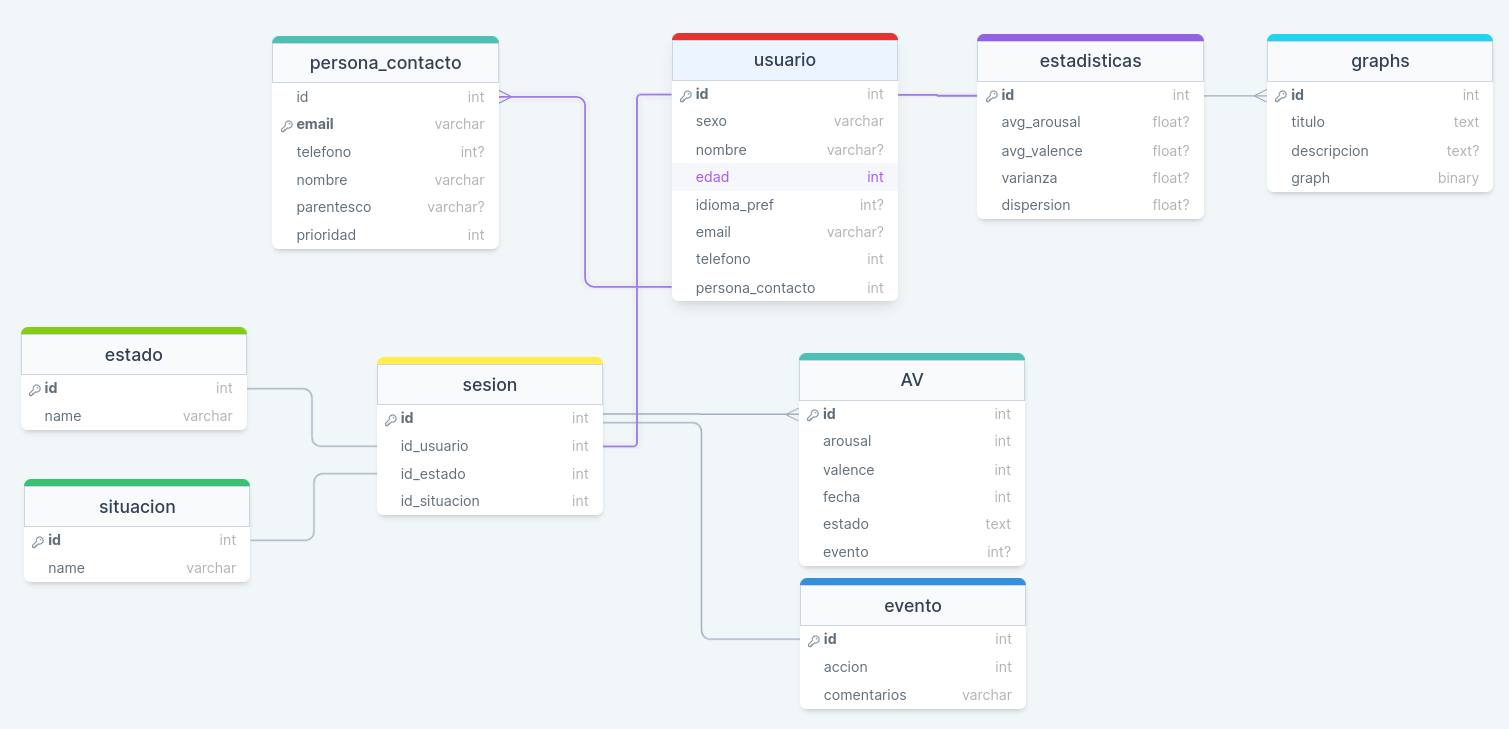 persona_contacto
id int
email varchar
telefono int?
nombre varchar
parentesco varchar?
prioridad int
usuario
id int
sexo varchar
nombre varchar?
edad int
idioma_pref int?
email varchar?
telefono int
persona_contacto int
estadisticas
id int
avg_arousal float?
avg_valence float?
varianza float?
dispersion float?
graphs
id int
titulo text
descripcion text?
graph binary
estado
id int
name varchar
situacion
id int
name varchar
sesion
id int
id_usuario int
id_estado int
id_situacion int
AV
id int
arousal int
valence int
fecha int
estado text
evento int?
evento
id int
accion int
comentarios varchar